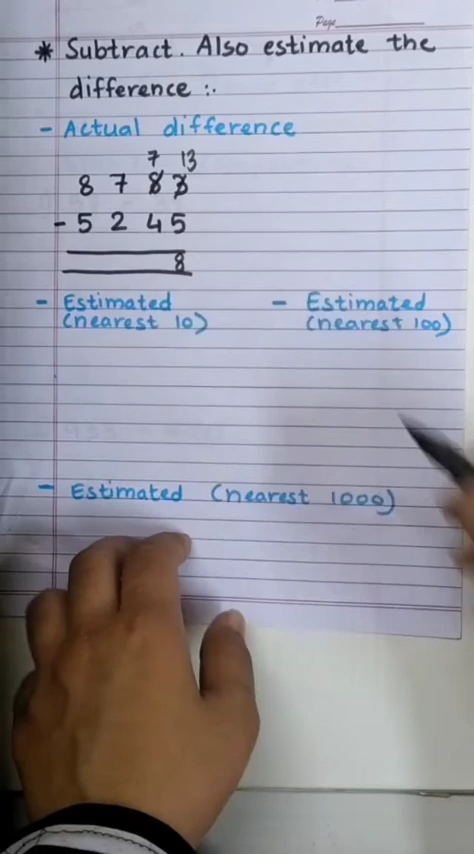 Page
* Subtract. Also estimate the
difference :.
- Actual difference
7 13
8 7 8 3
- 5 2 4 5
8
- Estimated
(nearest 10)
- Estimated
(nearest 100)
- Estimated (nearest 1000)